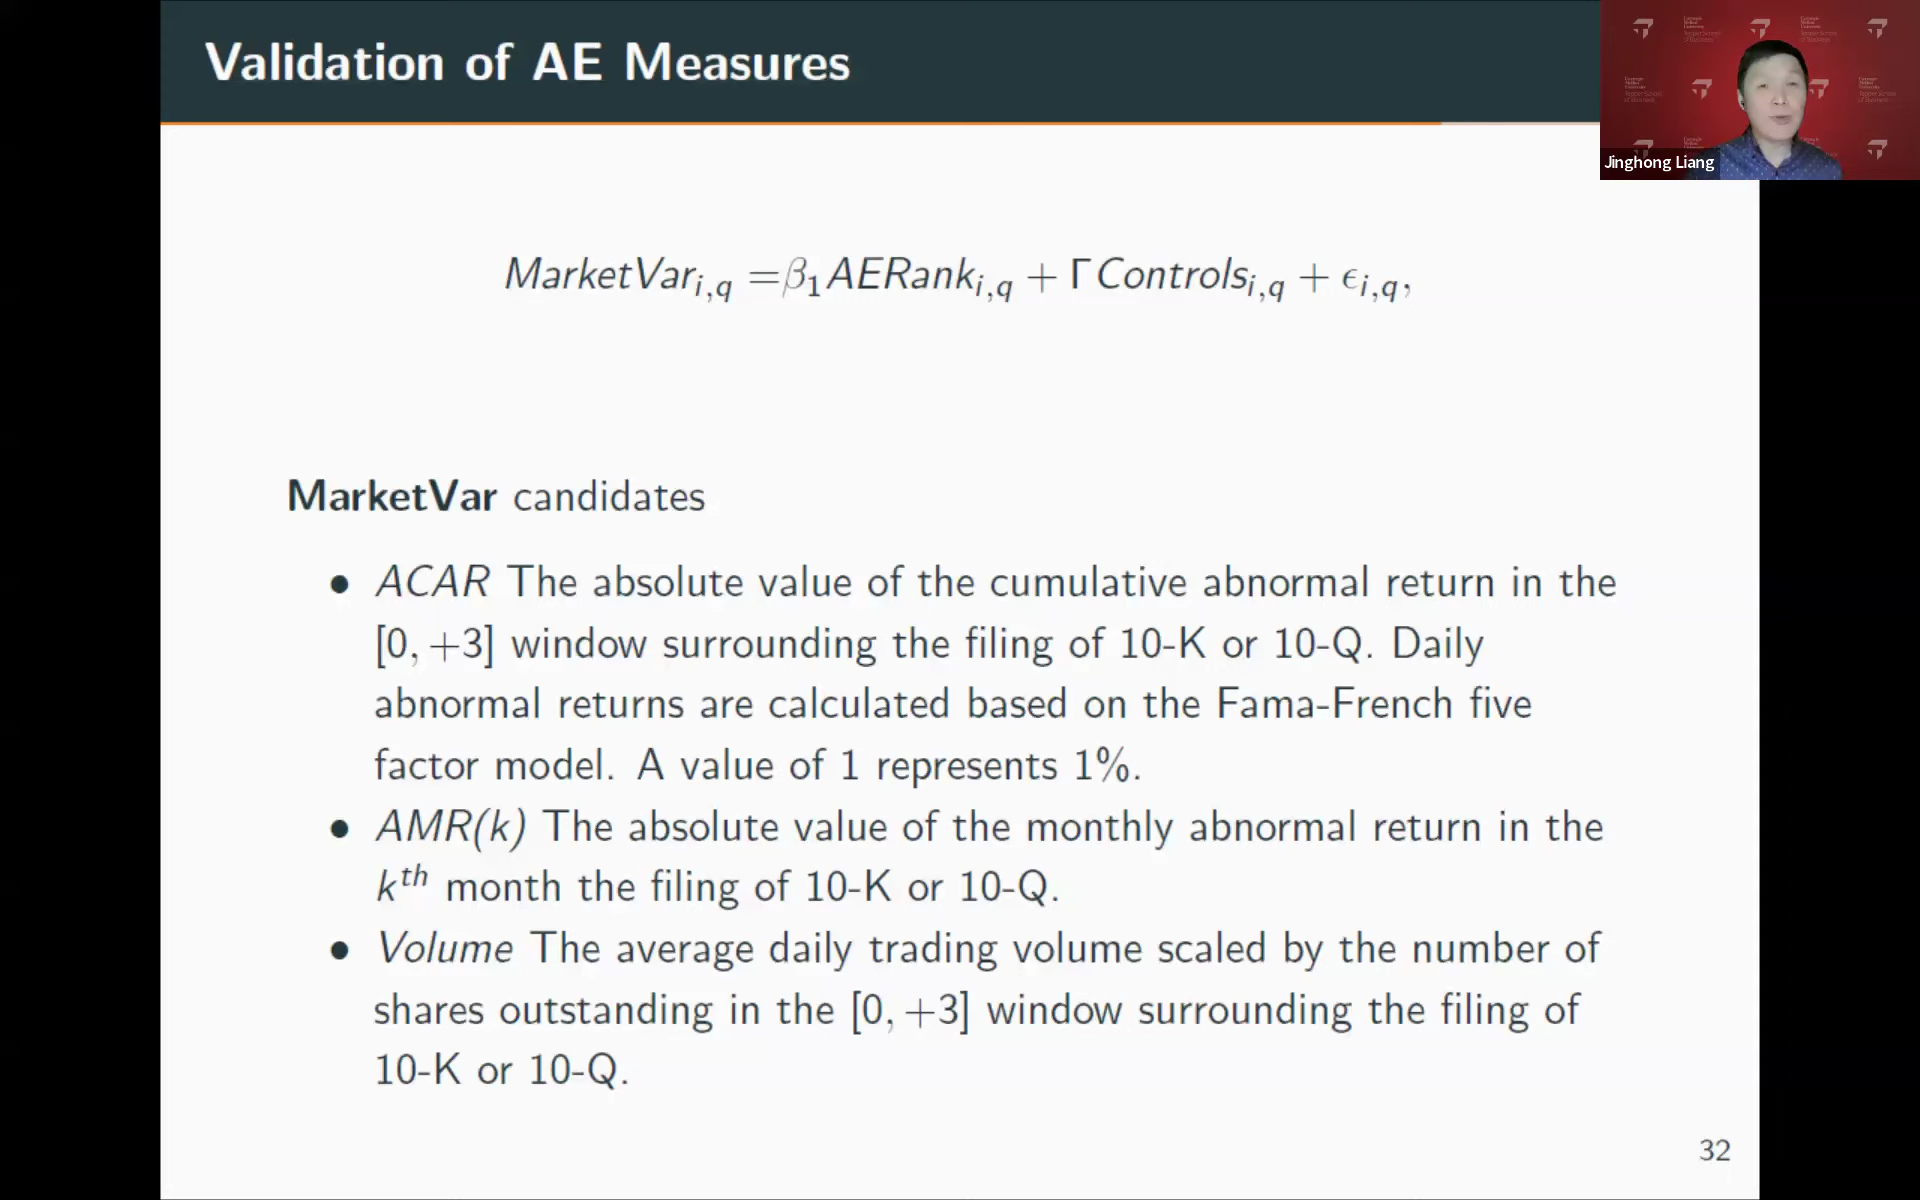 Validation of AE Measures
Jinghong Liang
MarketVar_{i,q} =β_1 AERank_{i,q} + Γ Controls_{i,q} + ϵ_{i,q},
MarketVar candidates
• ACAR The absolute value of the cumulative abnormal return in the
[0, +3] window surrounding the filing of 10-K or 10-Q. Daily
abnormal returns are calculated based on the Fama-French five
factor model. A value of 1 represents 1%.
• AMR(k) The absolute value of the monthly abnormal return in the
k^{th} month the filing of 10-K or 10-Q.
• Volume The average daily trading volume scaled by the number of
shares outstanding in the [0, +3] window surrounding the filing of
10-K or 10-Q.
32